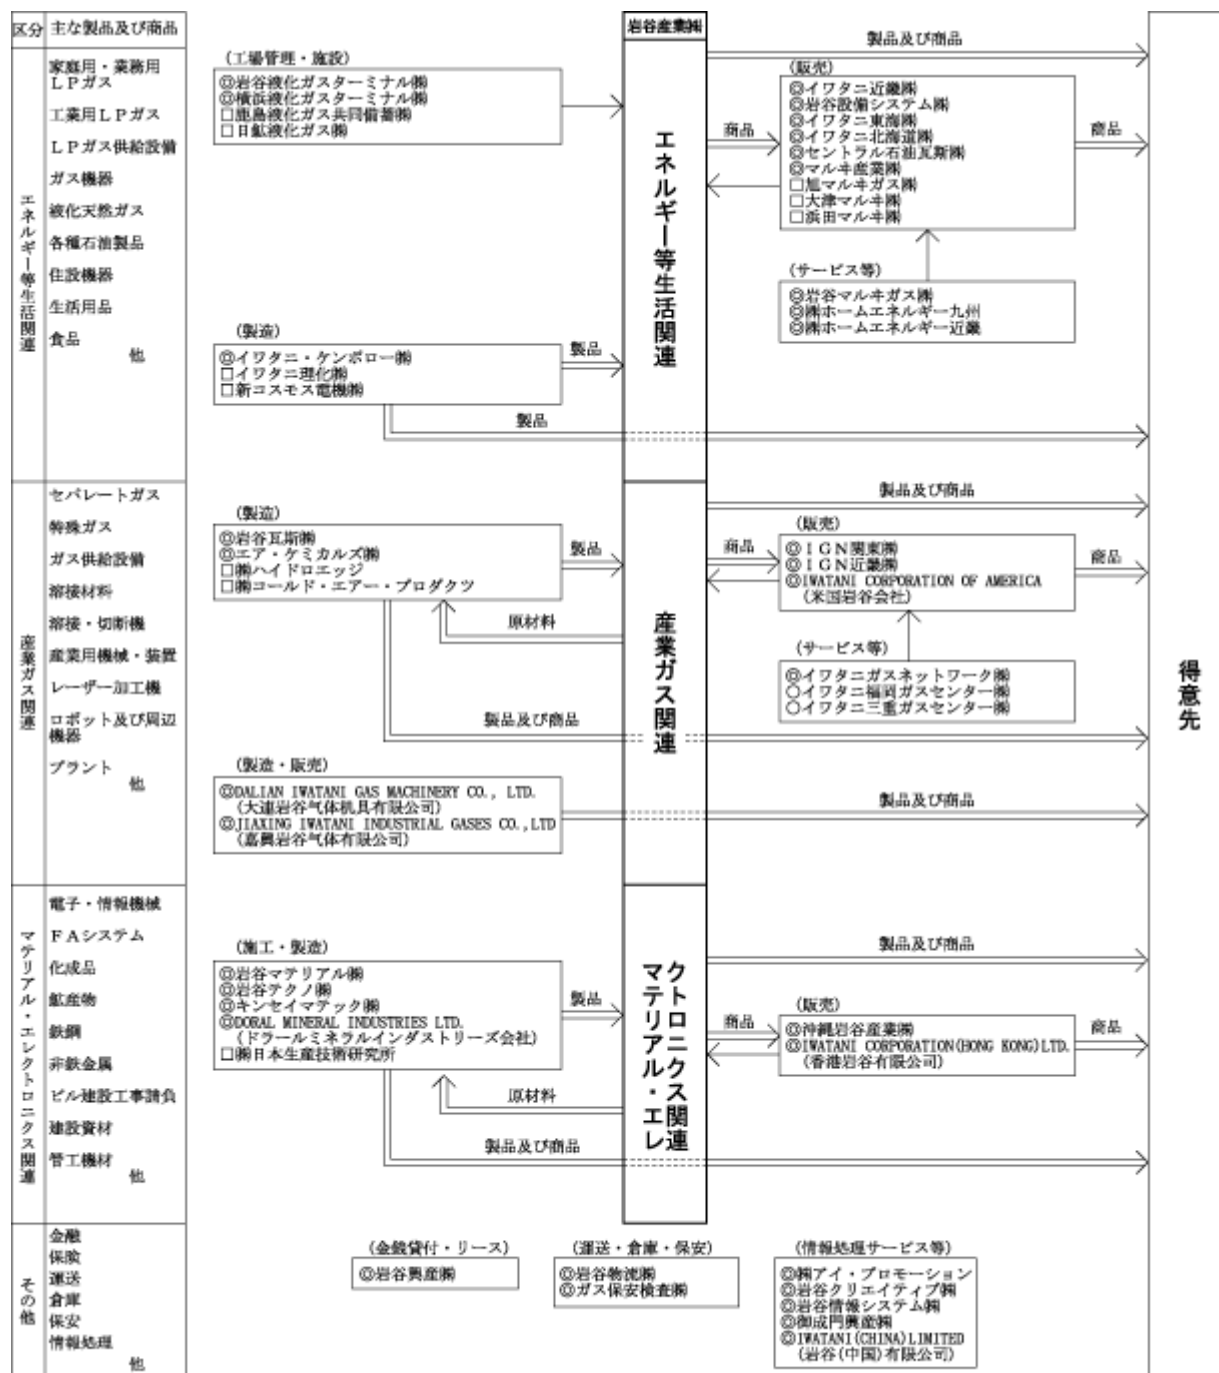 区分
主な製品及び商品
岩谷産業㈱
得意先
エネルギー等生活関連
家庭用・業務用
ＬＰガス
工業用ＬＰガス
ＬＰガス供給設備
ガス機器
液化天然ガス
各種石油製品
住設機器
生活用品
食品
他
(工場管理・施設)
◎岩谷液化ガスターミナル㈱
◎横浜液化ガスターミナル㈱
□鹿島液化ガス共同備蓄㈱
□日鉱液化ガス㈱
(製造)
◎イワタニ・ケンボロー㈱
□イワタニ理化㈱
□新コスモス電機㈱
製品
製品
エネルギー等生活関連
製品及び商品
商品
(販売)
◎イワタニ近畿㈱
◎岩谷設備システム㈱
◎イワタニ東海㈱
◎イワタニ北海道㈱
◎セントラル石油瓦斯㈱
◎マルキ産業㈱
□旭マルヰガス㈱
□大津マルヰ㈱
□浜田マルヰ㈱
商品
(サービス等)
◎岩谷マルヰガス㈱
◎㈱ホームエネルギー九州
◎㈱ホームエネルギー近畿
産業ガス関連
セパレートガス
特殊ガス
ガス供給設備
溶接材料
溶接・切断機
産業用機械・装置
レーザー加工機
ロボット及び周辺
機器
プラント
他
(製造)
◎岩谷瓦斯㈱
◎エア・ケミカルズ㈱
□㈱ハイドロエッジ
□㈱コールド・エアー・プロダクツ
製品
原材料
製品及び商品
(製造・販売)
◎DALIAN IWATANI GAS MACHINERY CO., LTD.
(大連岩谷气体机具有限公司)
◎JIAXING IWATANI INDUSTRIAL GASES CO.,LTD
(嘉興岩谷气体有限公司)
産業ガス関連
製品及び商品
商品
(販売)
◎ＩＧＮ関東㈱
◎ＩＧＮ近畿㈱
◎IWATANI CORPORATION OF AMERICA
(米国岩谷会社)
商品
(サービス等)
◎イワタニガスネットワーク㈱
○イワタニ福岡ガスセンター㈱
○イワタニ三重ガスセンター㈱
製品及び商品
マテリアル・エレクトロニクス関連
電子・情報機械
ＦＡシステム
化成品
鉱産物
鉄鋼
非鉄金属
ビル建設工事請負
建設資材
管工機材
他
(施工・製造)
◎岩谷マテリアル㈱
◎岩谷テクノ㈱
◎キンセイマテック㈱
◎DORAL MINERAL INDUSTRIES LTD.
(ドラールミネラルインダストリーズ会社)
□㈱日本生産技術研究所
製品
原材料
製品及び商品
マテリアル・エレ
クトロニクス関連
製品及び商品
商品
(販売)
◎沖縄岩谷産業㈱
◎IWATANI CORPORATION(HONG KONG)LTD.
(香港岩谷有限公司)
商品
その他
金融
保険
運送
倉庫
保安
情報処理
他
(金銭貸付・リース)
◎岩谷興産㈱
(運送・倉庫・保安)
◎岩谷物流㈱
◎ガス保安検査㈱
(情報処理サービス等)
◎㈱アイ・プロモーション
◎岩谷クリエイティブ㈱
◎岩谷情報システム㈱
◎御成門興産㈱
◎IWATANI(CHINA)LIMITED
(岩谷(中国)有限公司)